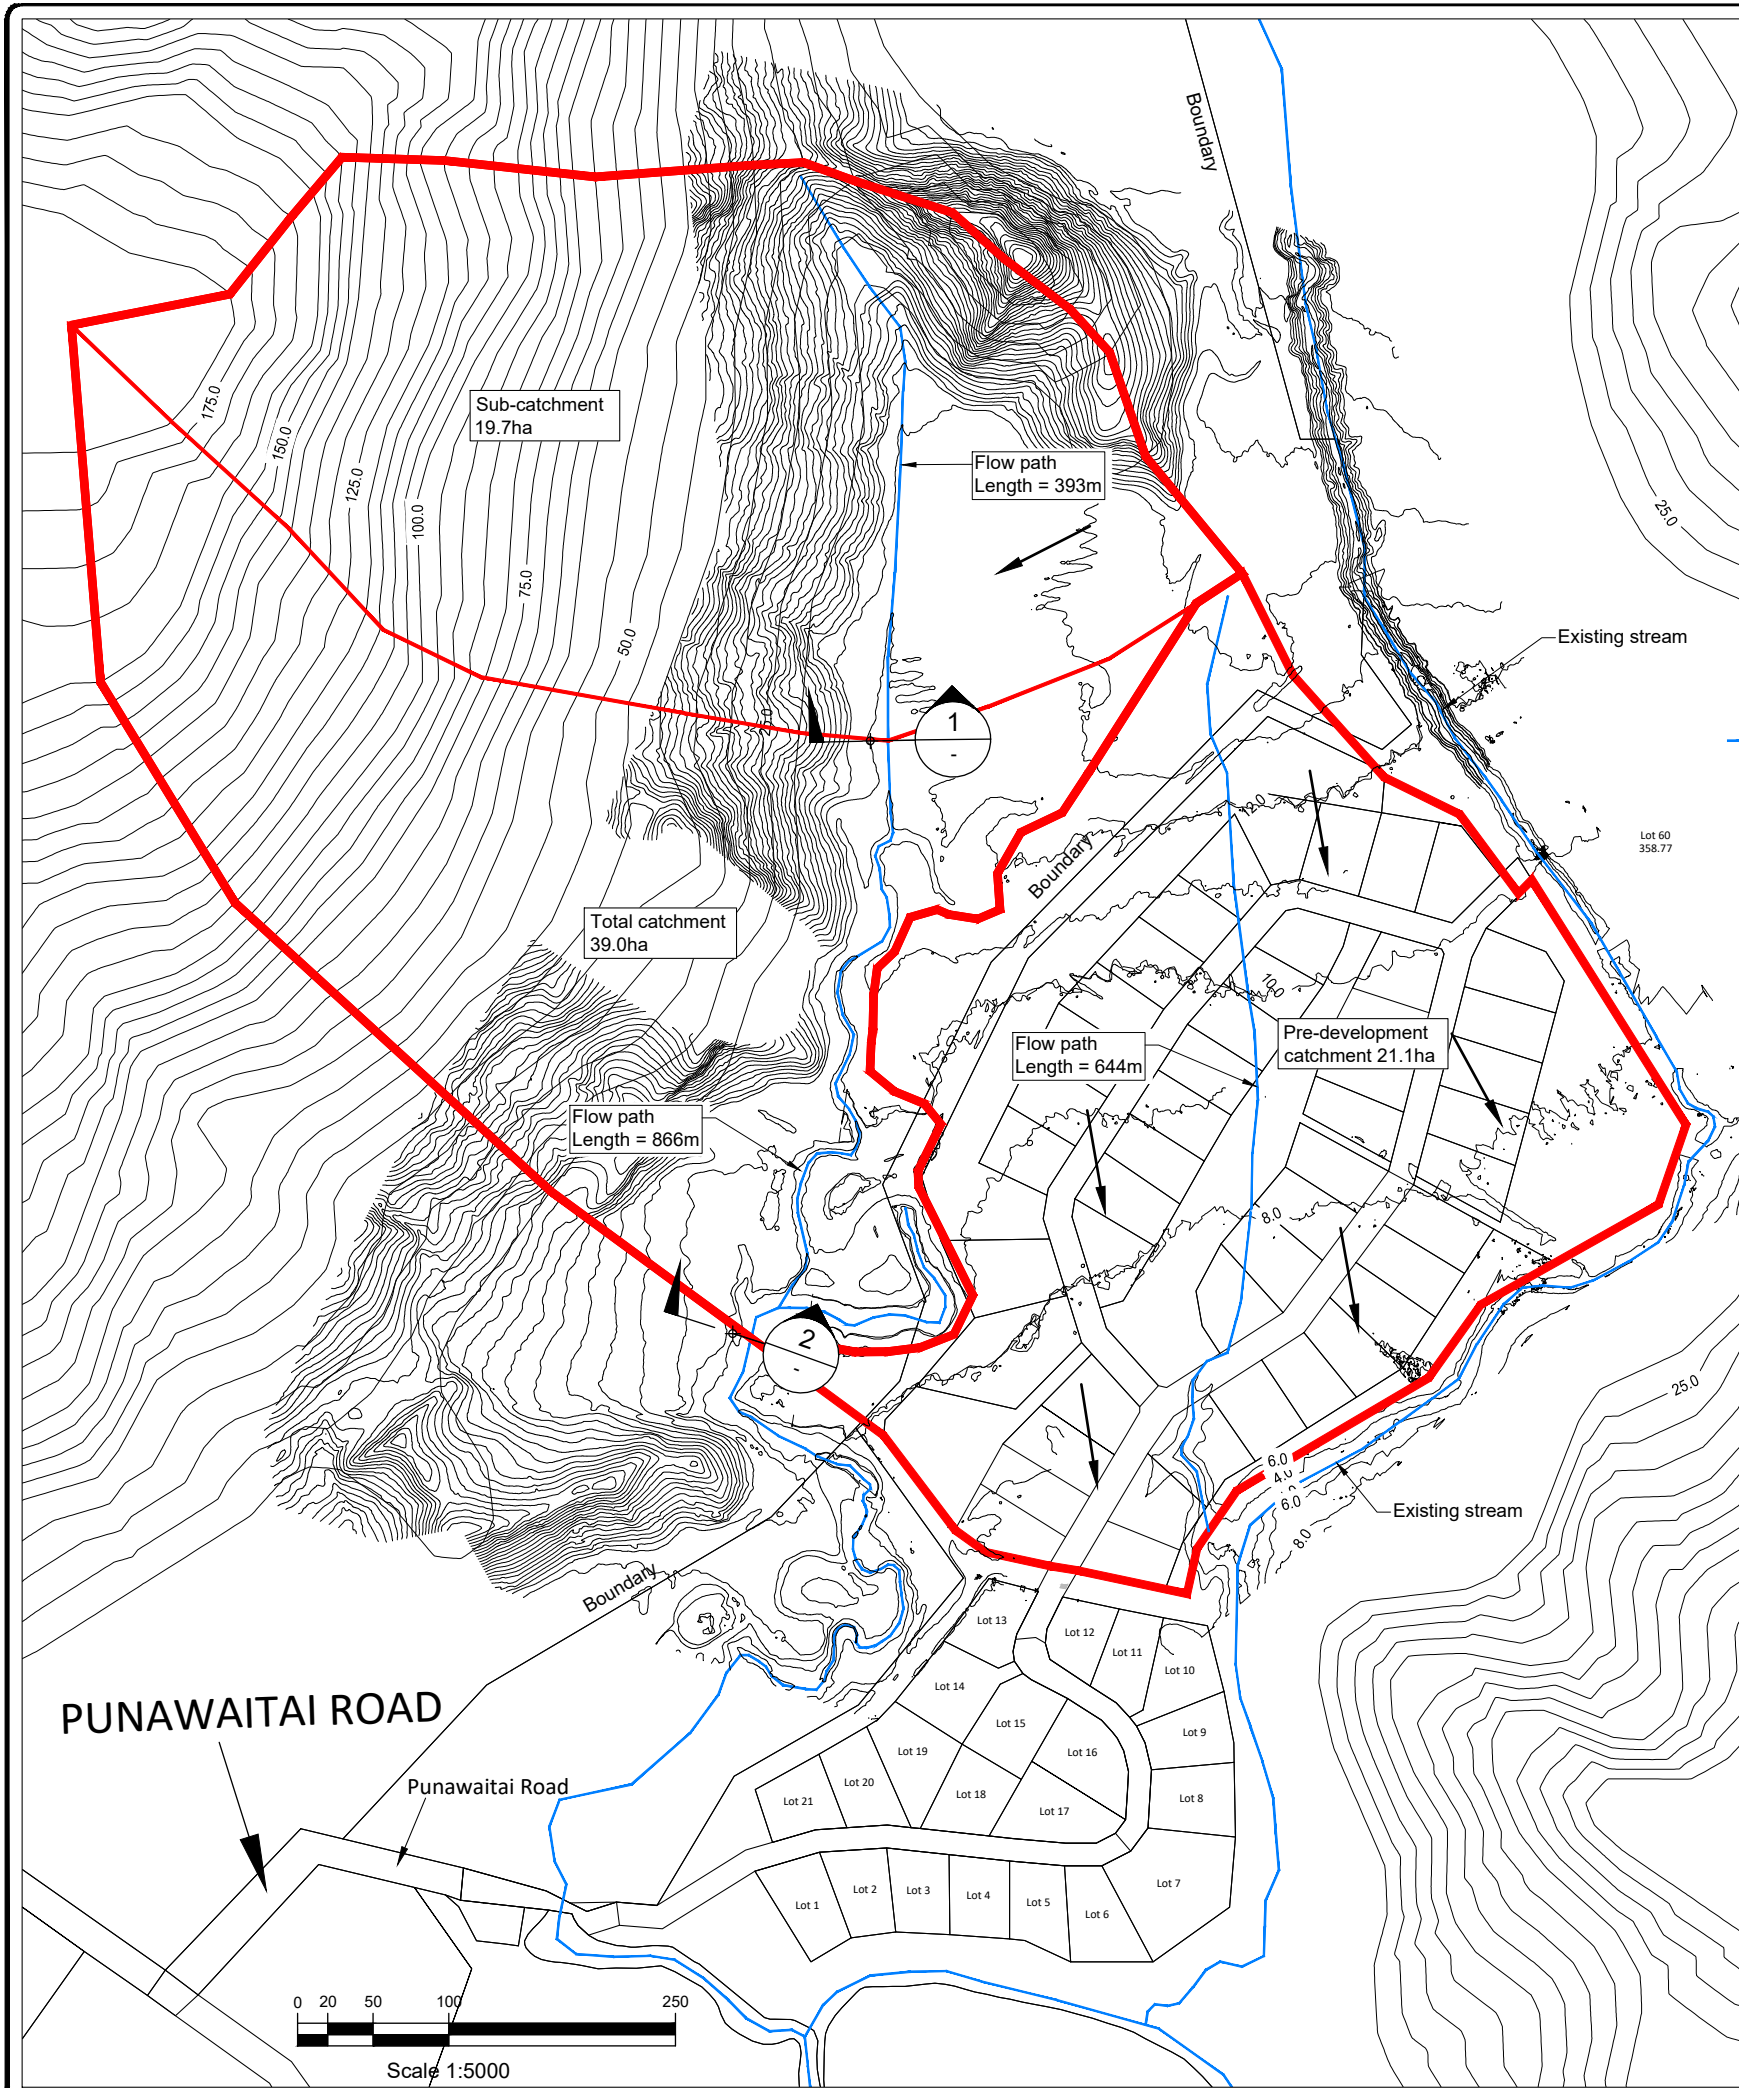 Boundary
175.0
150.0
125.0
100.0
75.0
50.0
25.0
Sub-catchment
19.7ha
Flow path
Length = 393m
25.0
Existing stream
1
-
12.0
Lot 60
358.77
Boundary
Total catchment
39.0ha
10.0
Flow path
Length = 644m
Pre-development
catchment 21.1ha
Flow path
Length = 866m
8.0
2
-
25.0
6.0
4.0
6.0
8.0
Existing stream
Boundary
Lot 13
Lot 12
Lot 11
Lot 10
Lot 14
Lot 15
Lot 9
Lot 19
Lot 16
Lot 20
Lot 18
Lot 21
Lot 17
Lot 8
PUNAWAITAI ROAD
Punawaitai Road
Lot 1
Lot 2
Lot 3
Lot 4
Lot 5
Lot 6
Lot 7
0 20 50 100 250
Scale 1:5000